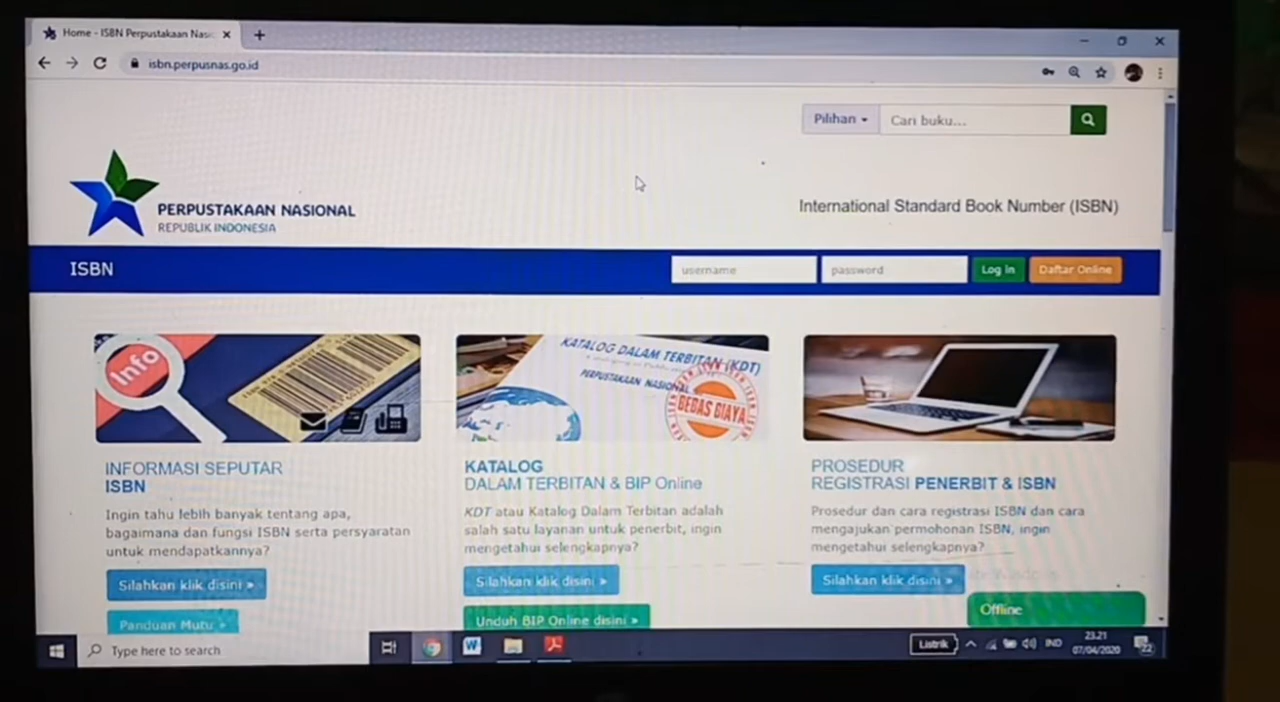 Home - ISBN Perpustakaan Nasi
isbn.perpusnas.go.id
Pilihan
Cari buku...
PERPUSTAKAAN NASIONAL
REPUBLIK INDONESIA
International Standard Book Number (ISBN)
ISBN
username
password
Log in
Daftar Online
Info
KATALOG DALAM TERBITAN (KDT)
PERPUSTAKAAN NASIONAL
BEBAS BIAYA
INFORMASI SEPUTAR
ISBN
Ingin tahu lebih banyak tentang apa,
bagaimana dan fungsi ISBN serta persyaratan
untuk mendapatkannya?
Silahkan klik disini »
Panduan Mutu »
KATALOG
DALAM TERBITAN & BIP Online
KDT atau Katalog Dalam Terbitan adalah
salah satu layanan untuk penerbit, ingin
mengetahui selengkapnya?
Silahkan klik disini »
Unduh BIP Online disini »
PROSEDUR
REGISTRASI PENERBIT & ISBN
Prosedur dan cara registrasi ISBN dan cara
mengajukan permohonan ISBN, ingin
mengetahui selengkapnya?
Silahkan klik disini »
Offline
Type here to search
Listrik
IND
23.21
07/04/2020
22